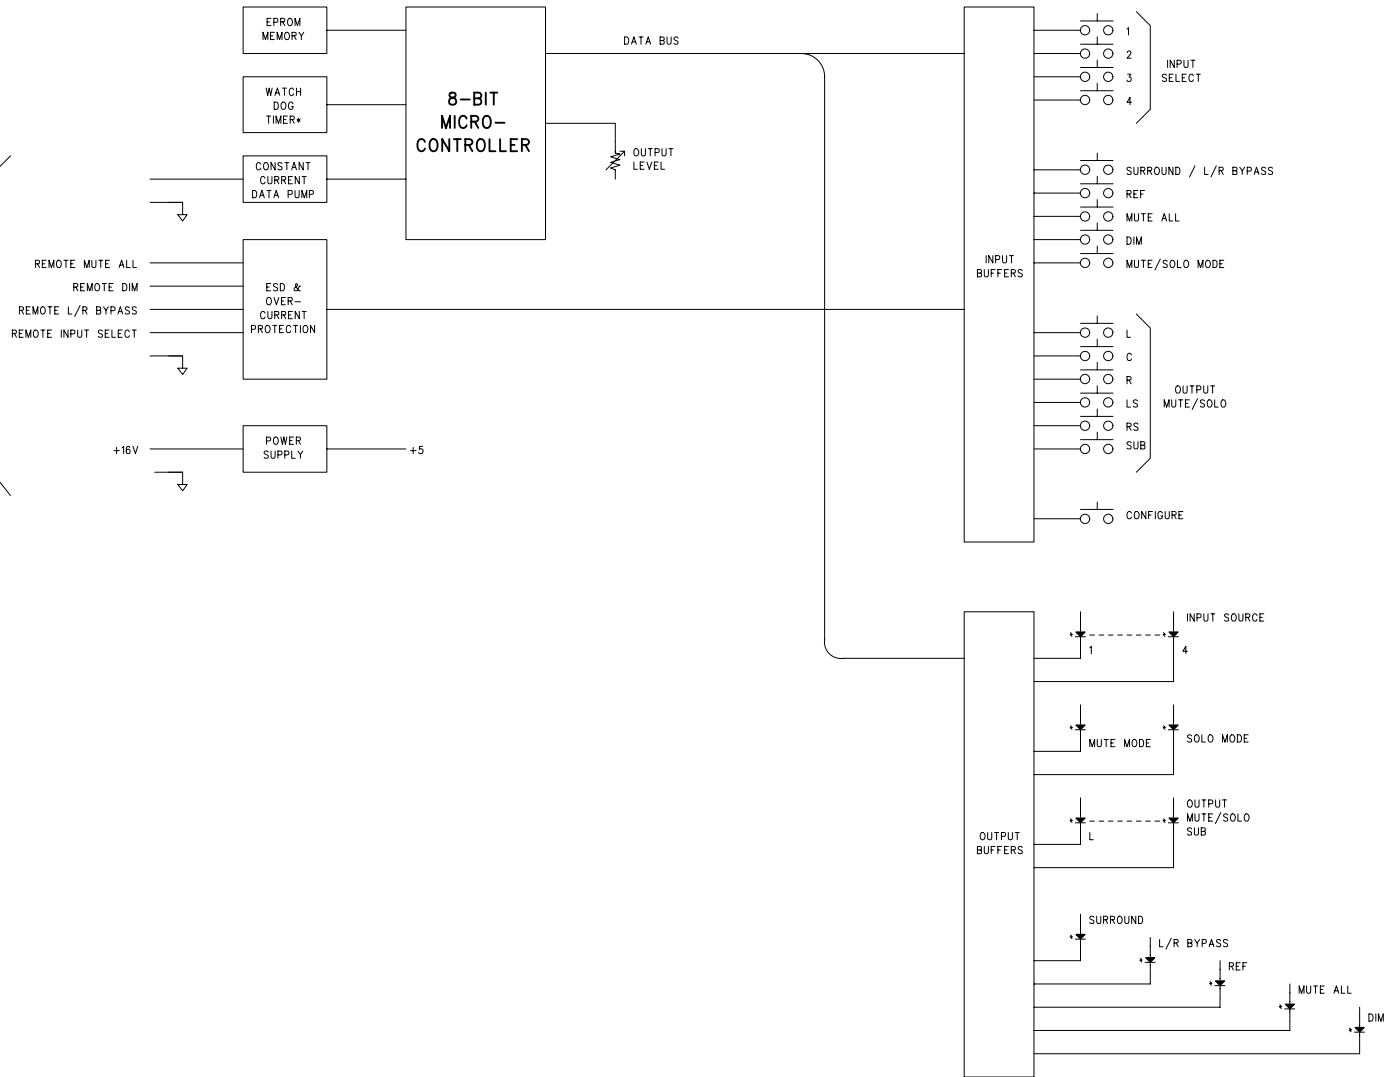 EPROM
MEMORY
WATCH
DOG
TIMER*
CONSTANT
CURRENT
DATA PUMP
8-BIT
MICRO-
CONTROLLER
DATA BUS
OUTPUT
LEVEL
REMOTE MUTE ALL
REMOTE DIM
REMOTE L/R BYPASS
REMOTE INPUT SELECT
ESD &
OVER-
CURRENT
PROTECTION
+16V
POWER
SUPPLY
+5
INPUT
BUFFERS
1
2
3
4
INPUT
SELECT
SURROUND / L/R BYPASS
REF
MUTE ALL
DIM
MUTE/SOLO MODE
L
C
R
LS
RS
SUB
OUTPUT
MUTE/SOLO
CONFIGURE
OUTPUT
BUFFERS
INPUT SOURCE
1
4
MUTE MODE
SOLO MODE
OUTPUT
MUTE/SOLO
SUB
L
SURROUND
L/R BYPASS
REF
MUTE ALL
DIM